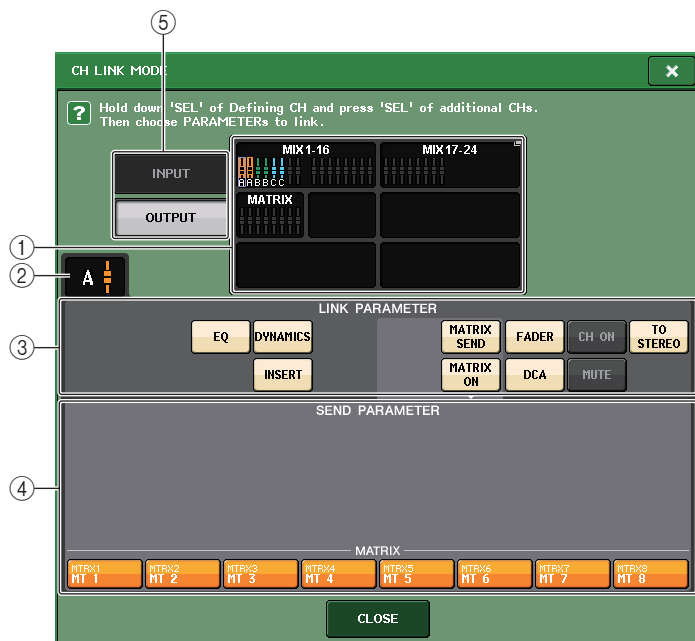 ⑤
CH LINK MODE
?
Hold down 'SEL' of Defining CH and press 'SEL' of additional CHs.
Then choose PARAMETERs to link.
INPUT
OUTPUT
MIX1-16
MIX17-24
AABBCC
MATRIX
①
②
A
③
LINK PARAMETER
EQ
DYNAMICS
INSERT
MATRIX
SEND
FADER
CH ON
TO
STEREO
MATRIX
ON
DCA
MUTE
④
SEND PARAMETER
MATRIX
MTRX1
MT 1
MTRX2
MT 2
MTRX3
MT 3
MTRX4
MT 4
MTRX5
MT 5
MTRX6
MT 6
MTRX7
MT 7
MTRX8
MT 8
CLOSE